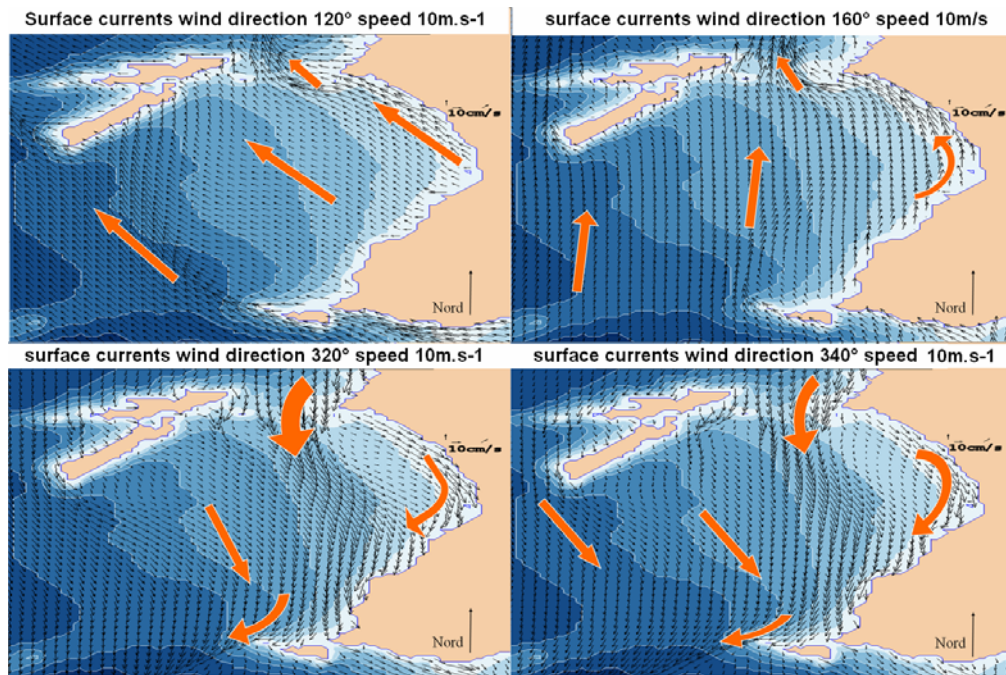 Surface currents wind direction 120° speed 10m.s-1
surface currents wind direction 160° speed 10m/s
10cm/s
10cm/s
Nord
Nord
surface currents wind direction 320° speed 10m.s-1
surface currents wind direction 340° speed 10m.s-1
10cm/s
10cm/s
Nord
Nord